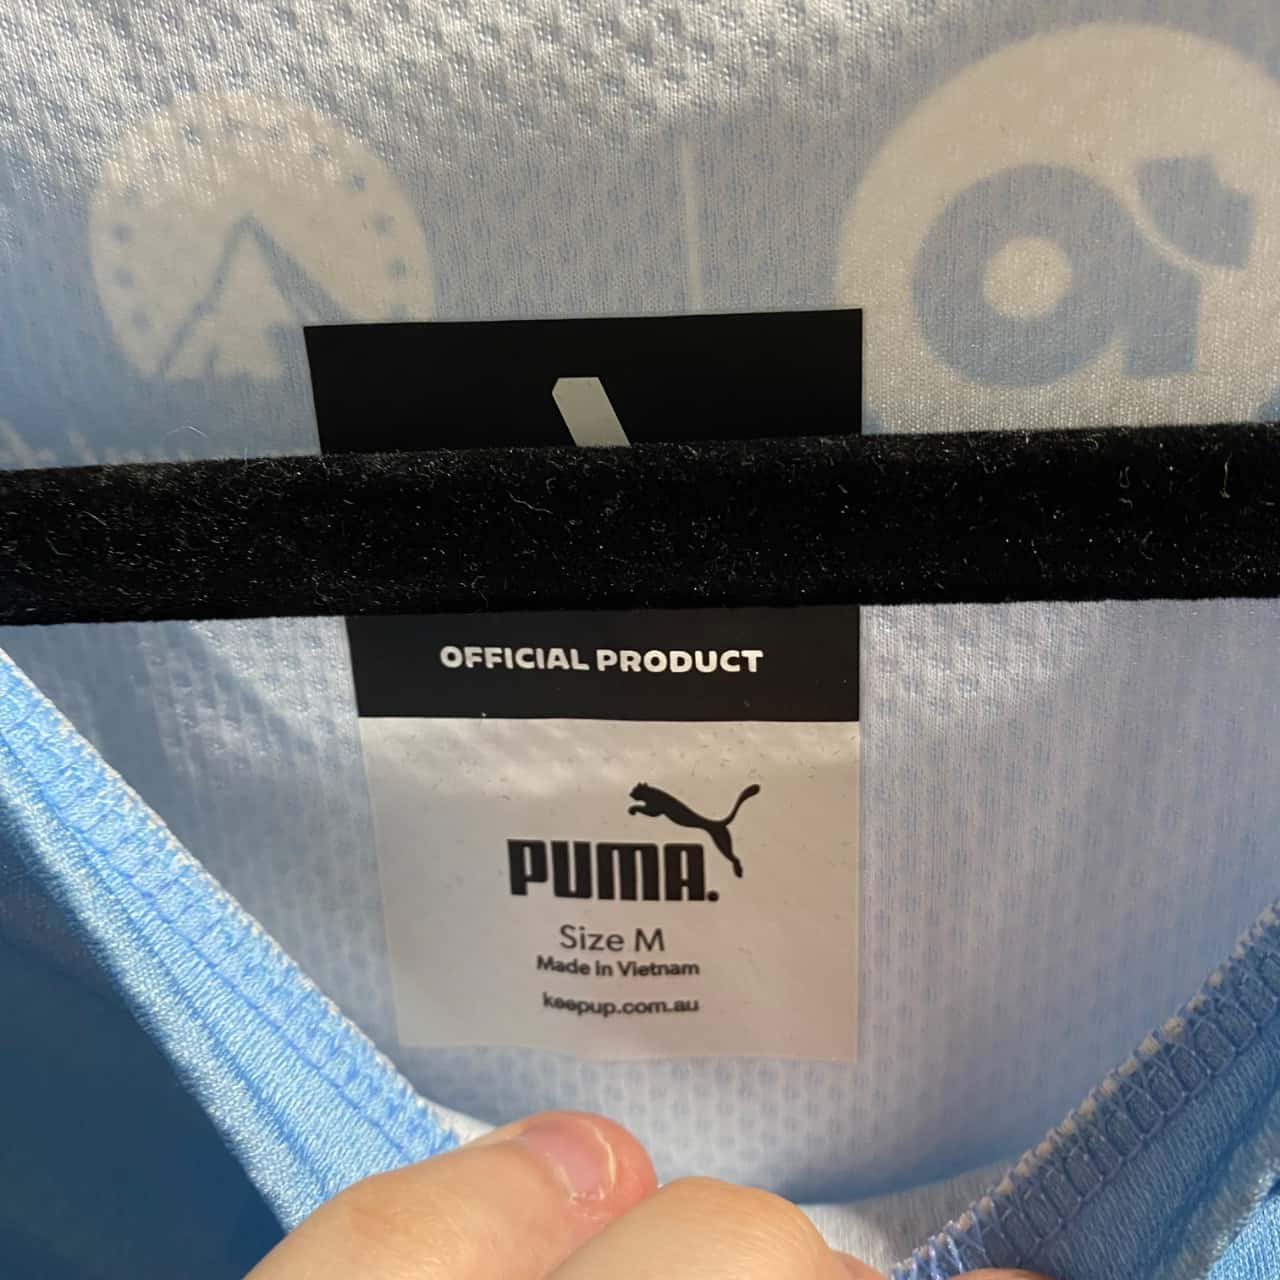 OFFICIAL PRODUCT
PUMA.
Size M
Made in Vietnam
keepup.com.au